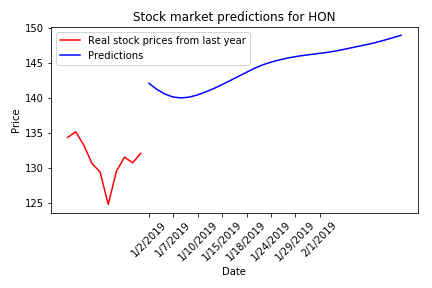 Stock market predictions for HON
Real stock prices from last year
Predictions
Price
150
145
140
135
130
125
1/2/2019
1/7/2019
1/10/2019
1/15/2019
1/18/2019
1/24/2019
1/29/2019
2/1/2019
Date